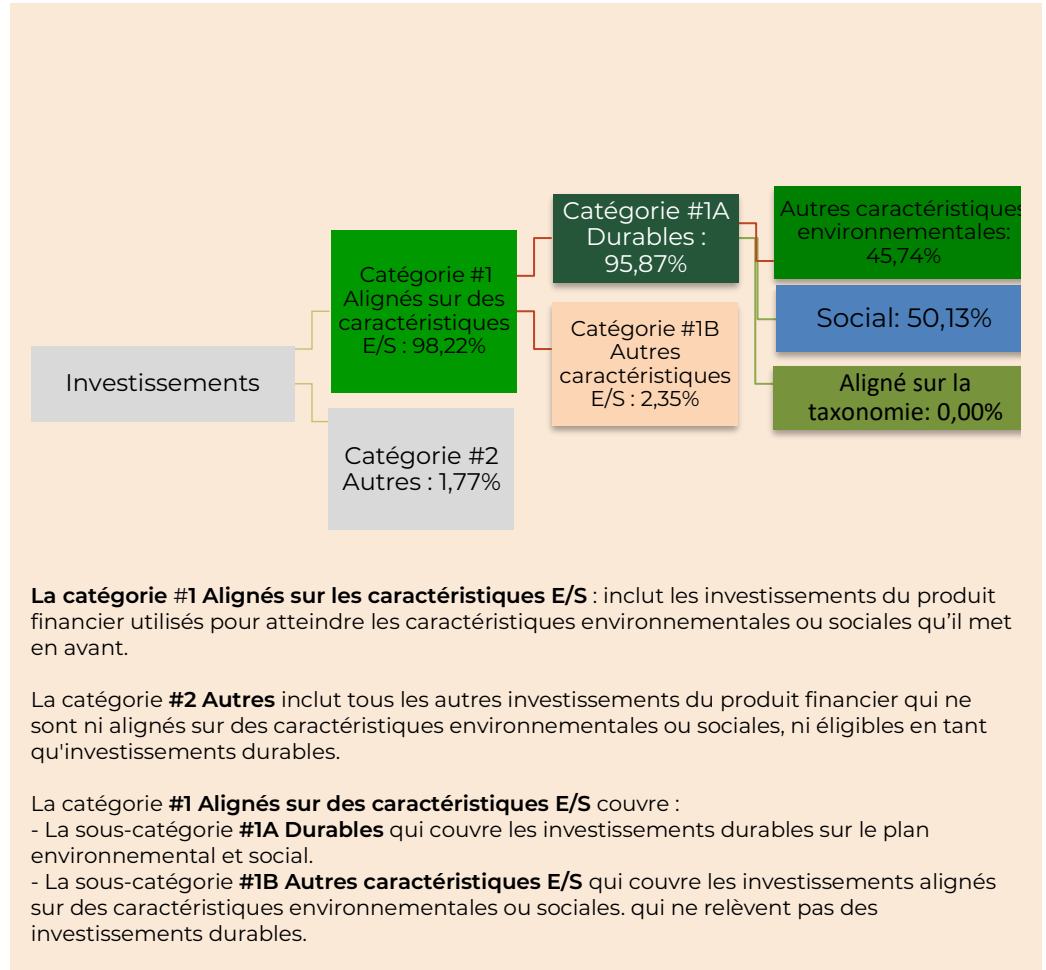 Investissements
Catégorie #1
Alignés sur des
caractéristiques
E/S : 98,22%
Catégorie #2
Autres : 1,77%
Catégorie #1A
Durables :
95,87%
Catégorie #1B
Autres
caractéristiques
E/S : 2,35%
Autres caractéristiques
environnementales:
45,74%
Social: 50,13%
Aligné sur la
taxonomie: 0,00%
La catégorie #1 Alignés sur les caractéristiques E/S : inclut les investissements du produit
financier utilisés pour atteindre les caractéristiques environnementales ou sociales qu’il met
en avant.
La catégorie #2 Autres inclut tous les autres investissements du produit financier qui ne
sont ni alignés sur des caractéristiques environnementales ou sociales, ni éligibles en tant
qu'investissements durables.
La catégorie #1 Alignés sur des caractéristiques E/S couvre :
- La sous-catégorie #1A Durables qui couvre les investissements durables sur le plan
environnemental et social.
- La sous-catégorie #1B Autres caractéristiques E/S qui couvre les investissements alignés
sur des caractéristiques environnementales ou sociales. qui ne relèvent pas des
investissements durables.